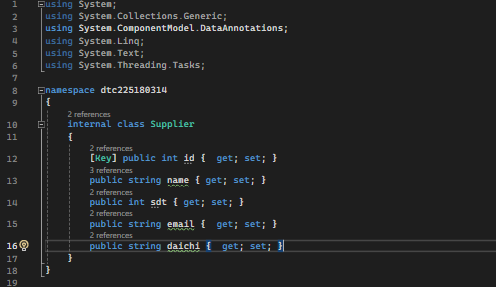 1 using System;
2 using System.Collections.Generic;
3 using System.ComponentModel.DataAnnotations;
4 using System.Linq;
5 using System.Text;
6 using System.Threading.Tasks;
7
8 namespace dtc225180314
9 {
2 references
10 internal class Supplier
11 {
2 references
12 [Key] public int id {  get; set; }
3 references
13 public string name { get; set; }
2 references
14 public int sdt { get; set; }
2 references
15 public string email {  get; set; }
2 references
16 public string daichi {  get; set; }
17 }
18 }
19